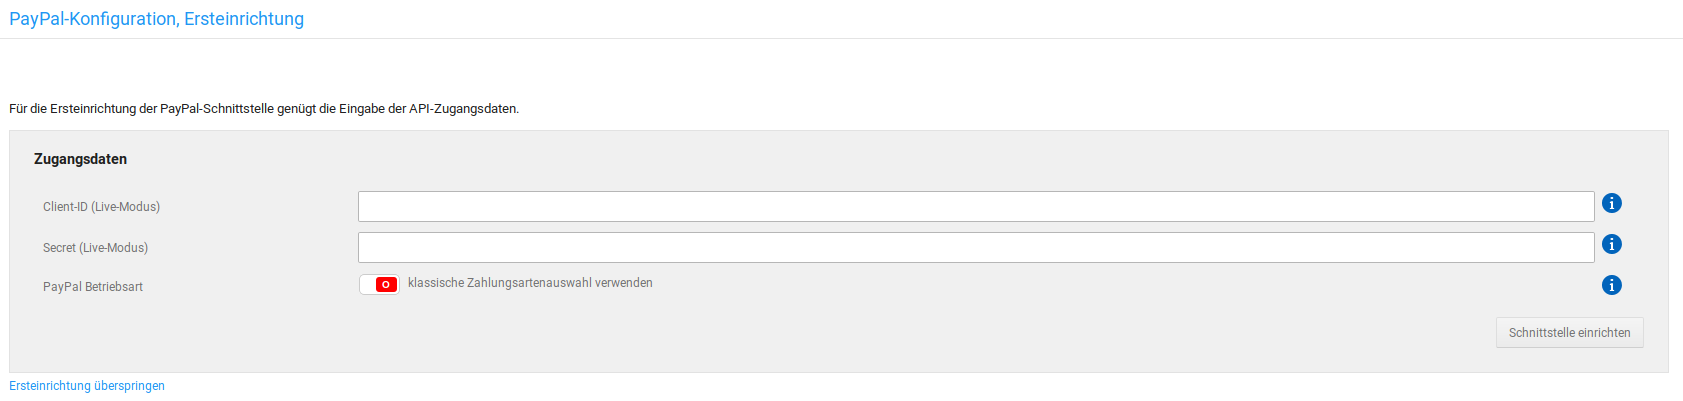 PayPal-Konfiguration, Ersteinrichtung
Für die Ersteinrichtung der PayPal-Schnittstelle genügt die Eingabe der API-Zugangsdaten.
Zugangsdaten
Client-ID (Live-Modus)
i
Secret (Live-Modus)
i
PayPal Betriebsart
O klassische Zahlungsartenauswahl verwenden
i
Schnittstelle einrichten
Ersteinrichtung überspringen